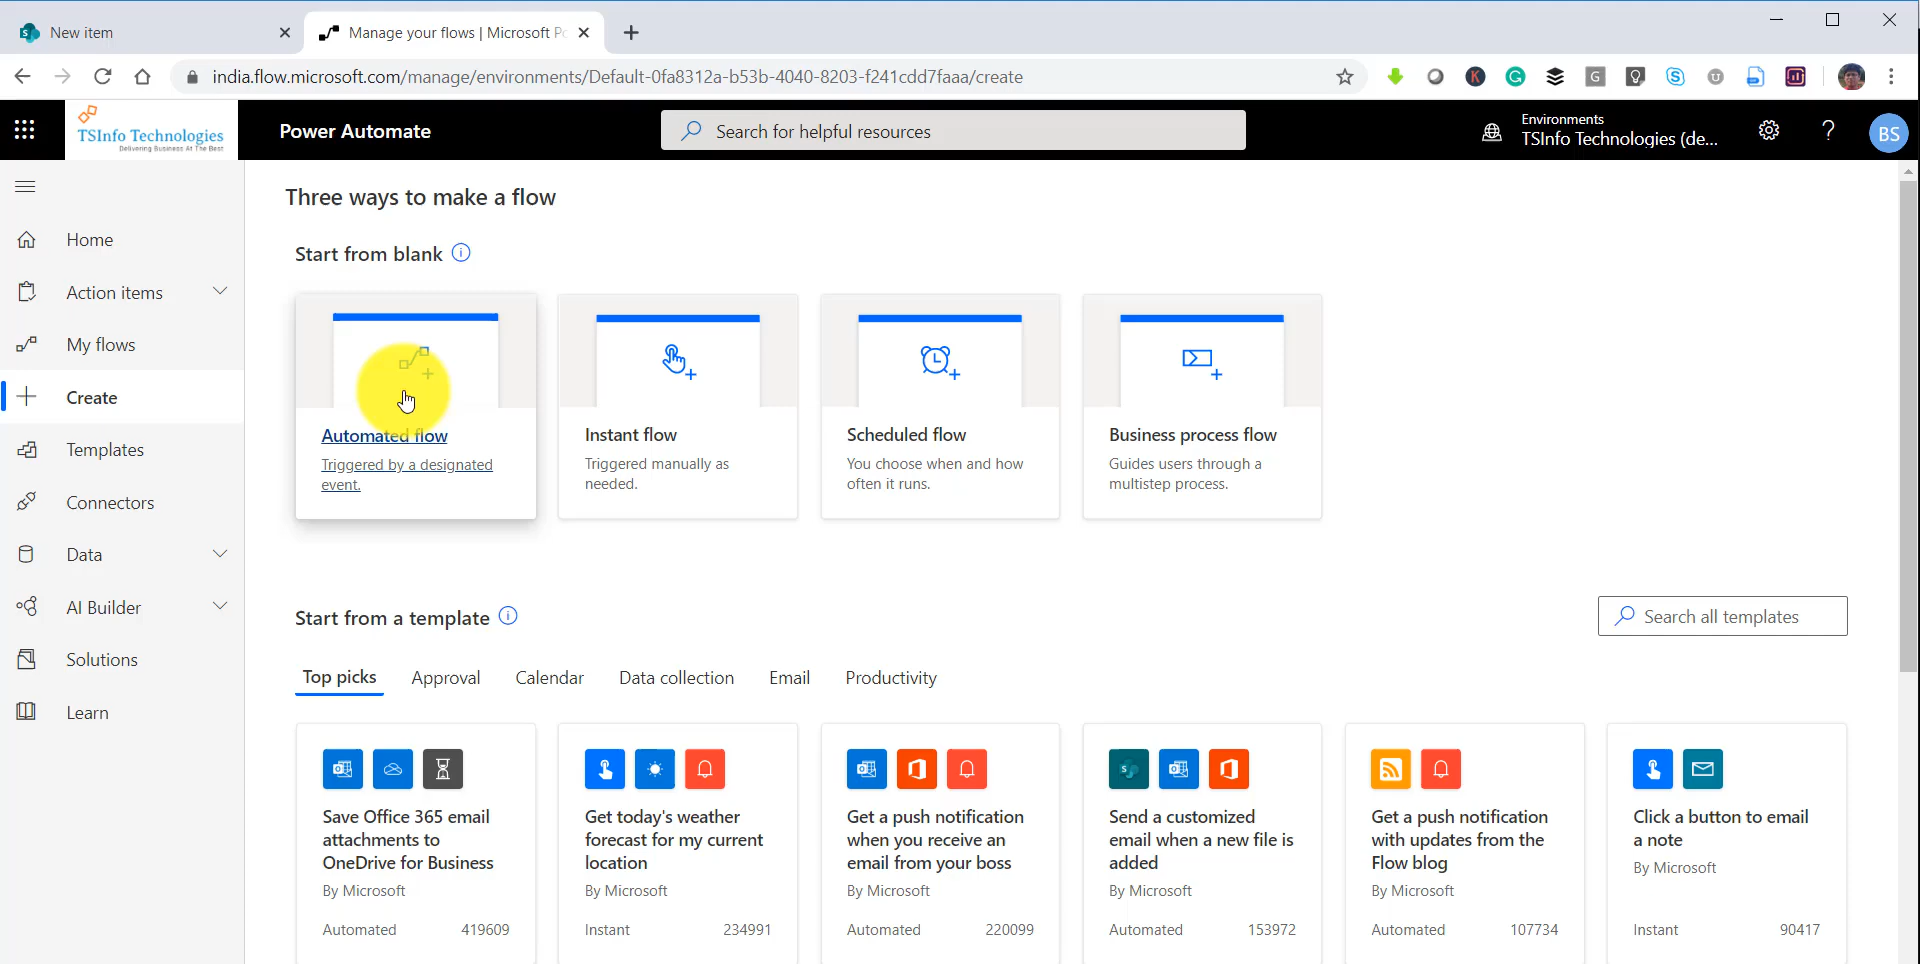 New item
Manage your flows | Microsoft Po
india.flow.microsoft.com/manage/environments/Default-0fa8312a-b53b-4040-8203-f241cdd7faaa/create
TSInfo Technologies
Delivering Business At The Best
Power Automate
Search for helpful resources
Environments
TSInfo Technologies (de...
BS
Three ways to make a flow
Home
Action items
My flows
Create
Templates
Connectors
Data
AI Builder
Solutions
Learn
Start from blank
Automated flow
Triggered by a designated
event.
Instant flow
Triggered manually as
needed.
Scheduled flow
You choose when and how
often it runs.
Business process flow
Guides users through a
multistep process.
Start from a template
Search all templates
Top picks
Approval
Calendar
Data collection
Email
Productivity
Save Office 365 email
attachments to
OneDrive for Business
By Microsoft
Automated
419609
Get today's weather
forecast for my current
location
By Microsoft
Instant
234991
Get a push notification
when you receive an
email from your boss
By Microsoft
Automated
220099
Send a customized
email when a new file is
added
By Microsoft
Automated
153972
Get a push notification
with updates from the
Flow blog
By Microsoft
Automated
107734
Click a button to email
a note
By Microsoft
Instant
90417